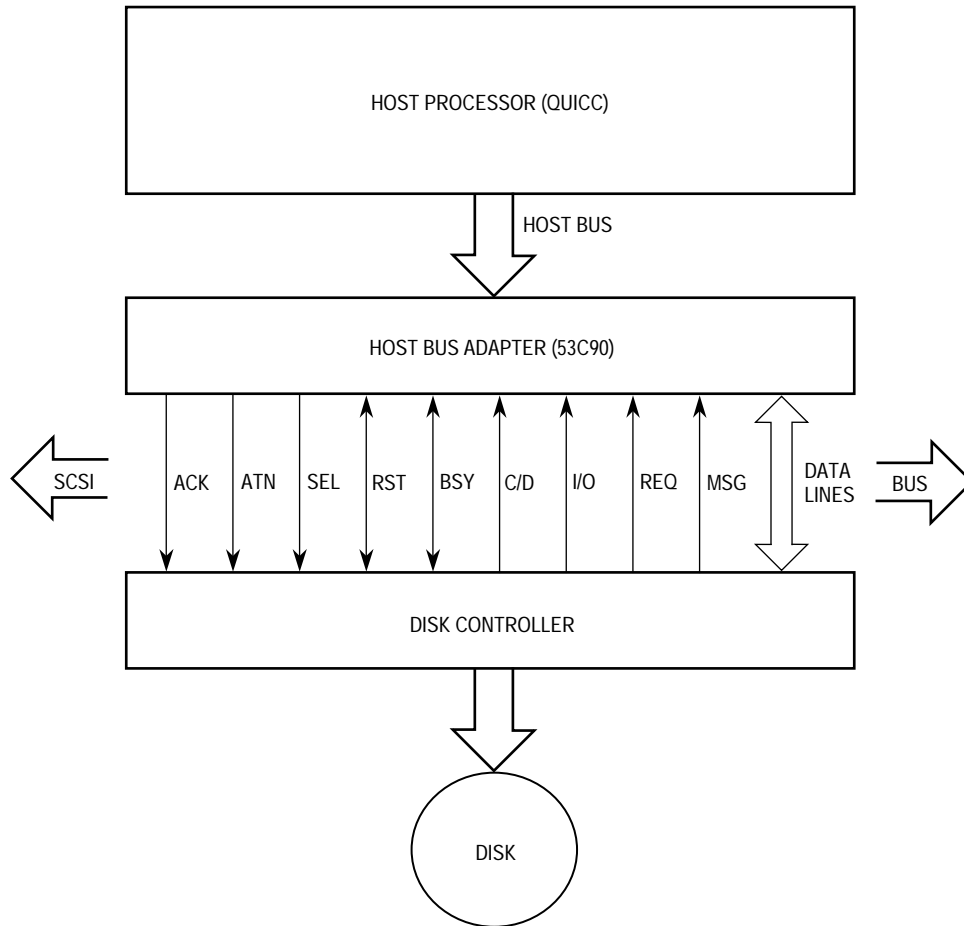 HOST PROCESSOR (QUICC)
HOST BUS
HOST BUS ADAPTER (53C90)
SCSI
ACK
ATN
SEL
RST
BSY
C/D
I/O
REQ
MSG
DATA
LINES
BUS
DISK CONTROLLER
DISK